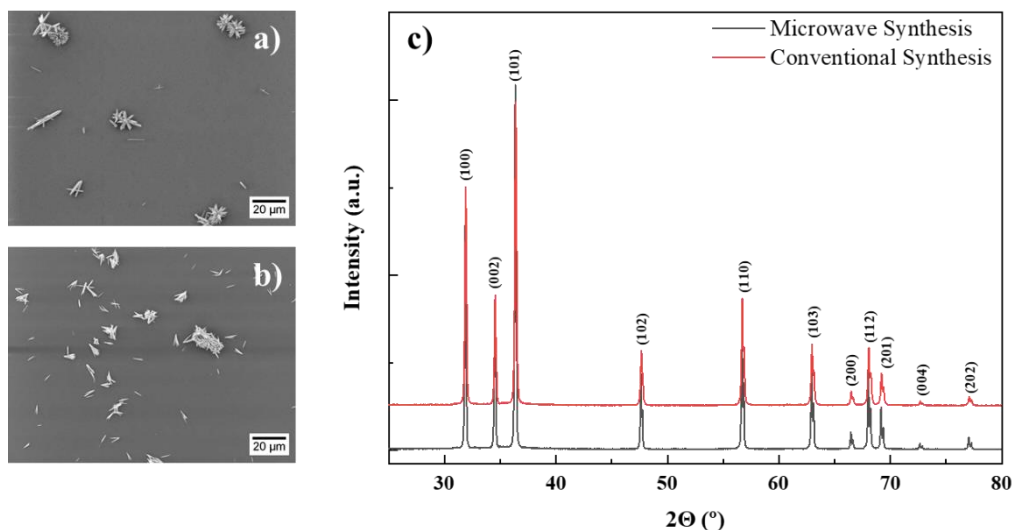 a)
20 µm
b)
20 µm
c)
Microwave Synthesis
Conventional Synthesis
Intensity (a.u.)
(100)
(002)
(101)
(102)
(110)
(103)
(200)
(112)
(201)
(004)
(202)
30 40 50 60 70 80
2Θ (º)